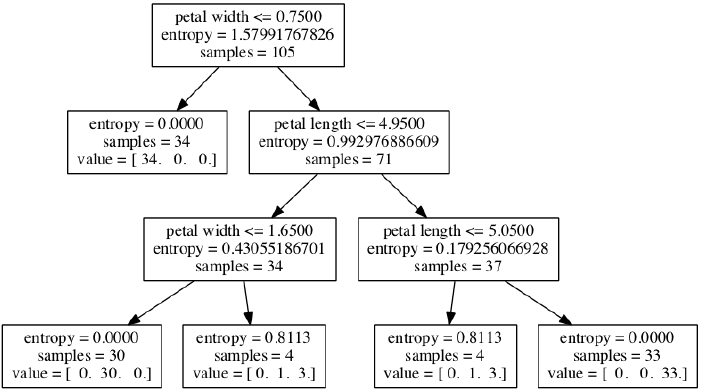 petal width <= 0.7500
entropy = 1.57991767826
samples = 105
entropy = 0.0000
samples = 34
value = [ 34. 0. 0.]
petal length <= 4.9500
entropy = 0.992976886609
samples = 71
petal width <= 1.6500
entropy = 0.43055186701
samples = 34
petal length <= 5.0500
entropy = 0.179256066928
samples = 37
entropy = 0.0000
samples = 30
value = [ 0. 30. 0.]
entropy = 0.8113
samples = 4
value = [ 0. 1. 3.]
entropy = 0.8113
samples = 4
value = [ 0. 1. 3.]
entropy = 0.0000
samples = 33
value = [ 0. 0. 33.]